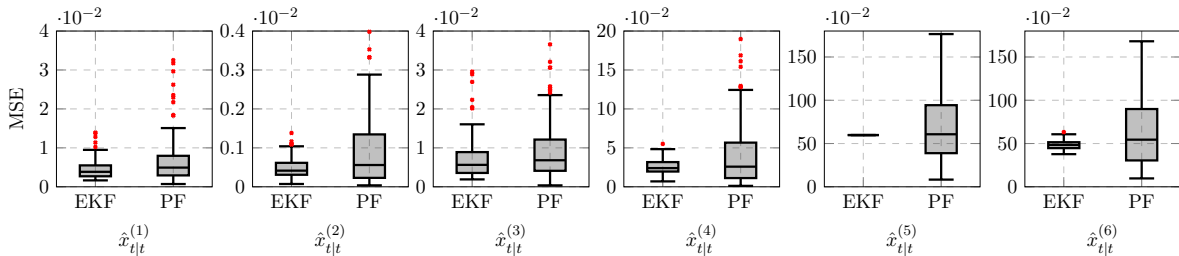 ·10⁻² ·10⁻² ·10⁻² ·10⁻² ·10⁻² ·10⁻²
4 0.4 4 20
150
3 0.3 3 15
100
2 0.2 2 10
MSE
1 0.1 1 5 50 50
0 0 0 0 0 0
EKF PF EKF PF EKF PF EKF PF EKF PF EKF PF
x̂⁽¹⁾ₜ|ₜ x̂⁽²⁾ₜ|ₜ x̂⁽³⁾ₜ|ₜ x̂⁽⁴⁾ₜ|ₜ x̂⁽⁵⁾ₜ|ₜ x̂⁽⁶⁾ₜ|ₜ